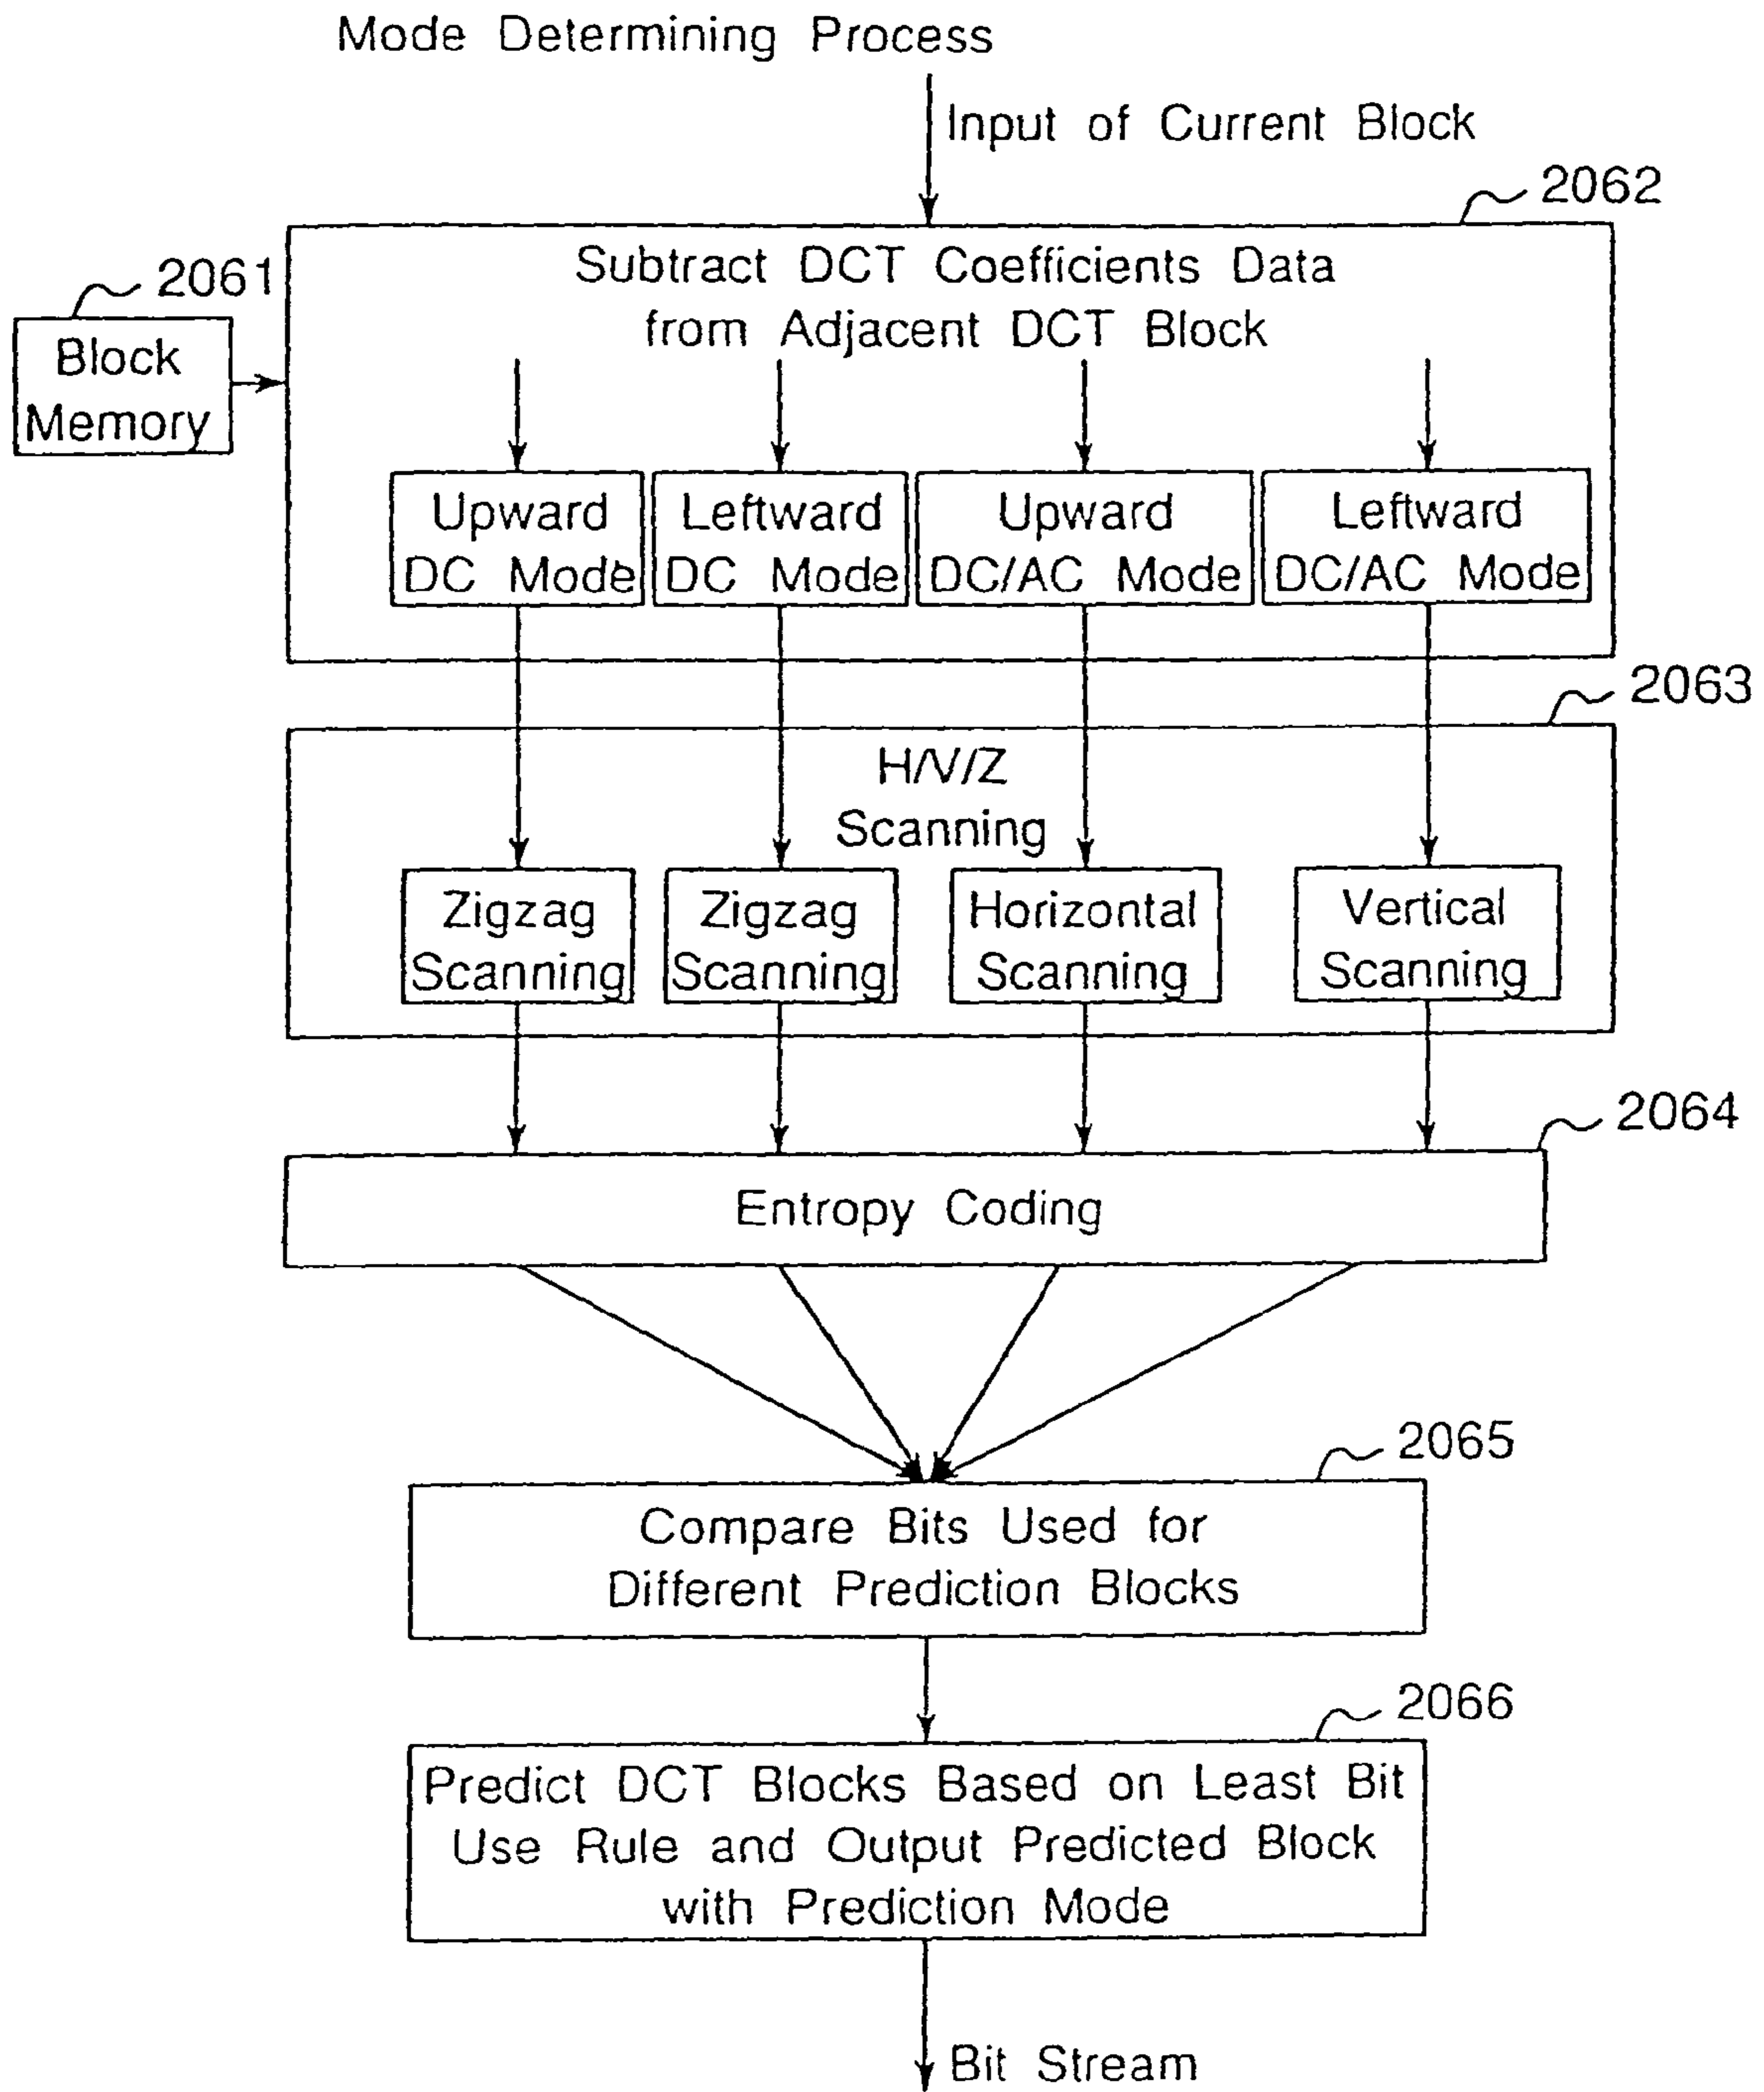 Mode Determining Process
Input of Current Block
2062
Subtract DCT Coefficients Data
from Adjacent DCT Block
2061
Block
Memory
Upward
DC Mode
Leftward
DC Mode
Upward
DC/AC Mode
Leftward
DC/AC Mode
2063
H/V/Z
Scanning
Zigzag
Scanning
Zigzag
Scanning
Horizontal
Scanning
Vertical
Scanning
2064
Entropy Coding
2065
Compare Bits Used for
Different Prediction Blocks
2066
Predict DCT Blocks Based on Least Bit
Use Rule and Output Predicted Block
with Prediction Mode
Bit Stream